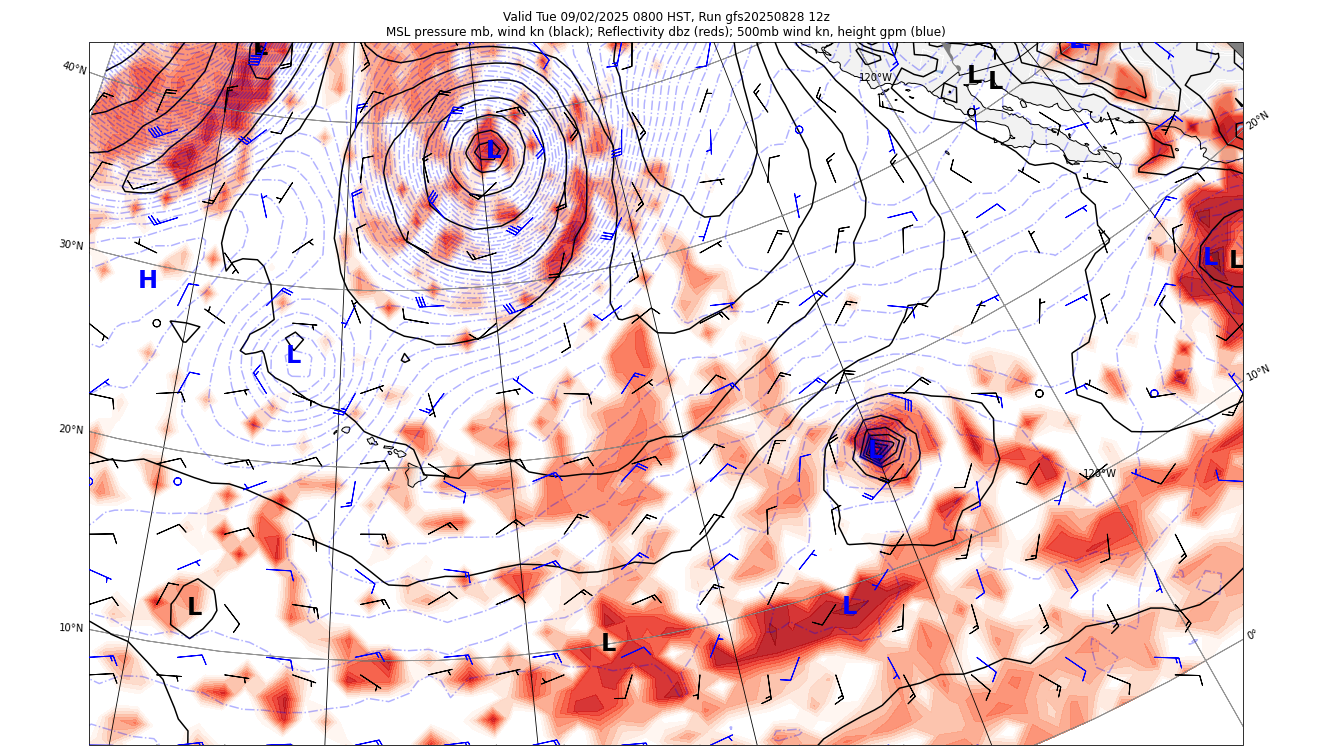 Valid Tue 09/02/2025 0800 HST, Run gfs20250828 12z
MSL pressure mb, wind kn (black); Reflectivity dbz (reds); 500mb wind kn, height gpm (blue)
L
L
40°N
120°W
L
L
20°N
L
30°N
H
L
L
L
10°N
20°N
L
120°W
L
L
10°N
L
0°